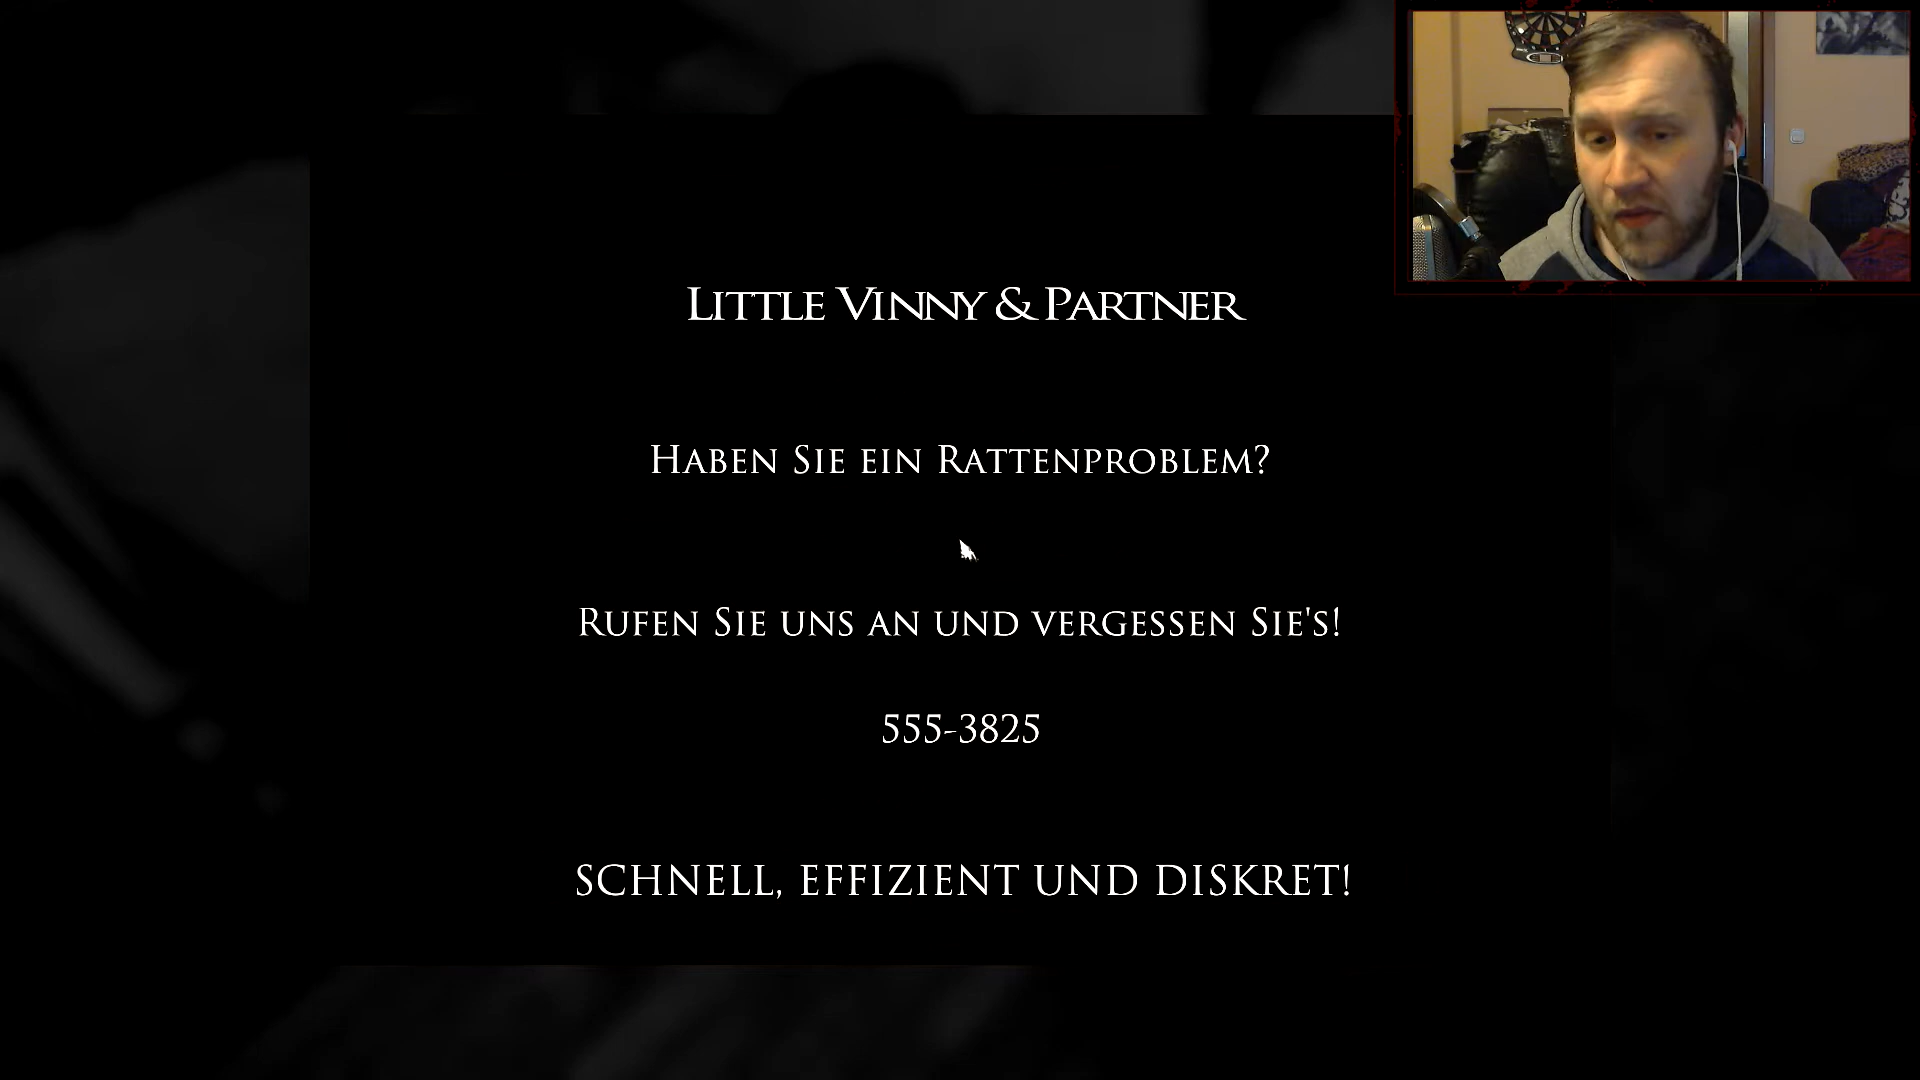 Little Vinny & Partner
Haben Sie ein Rattenproblem?
Rufen Sie uns an und vergessen Sie's!
555-3825
SCHNELL, EFFIZIENT UND DISKRET!